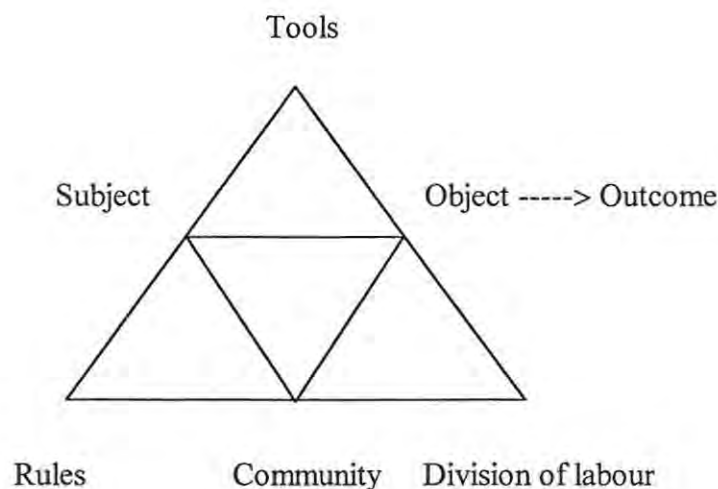 Tools
Subject
Object -----> Outcome
Rules
Community
Division of labour